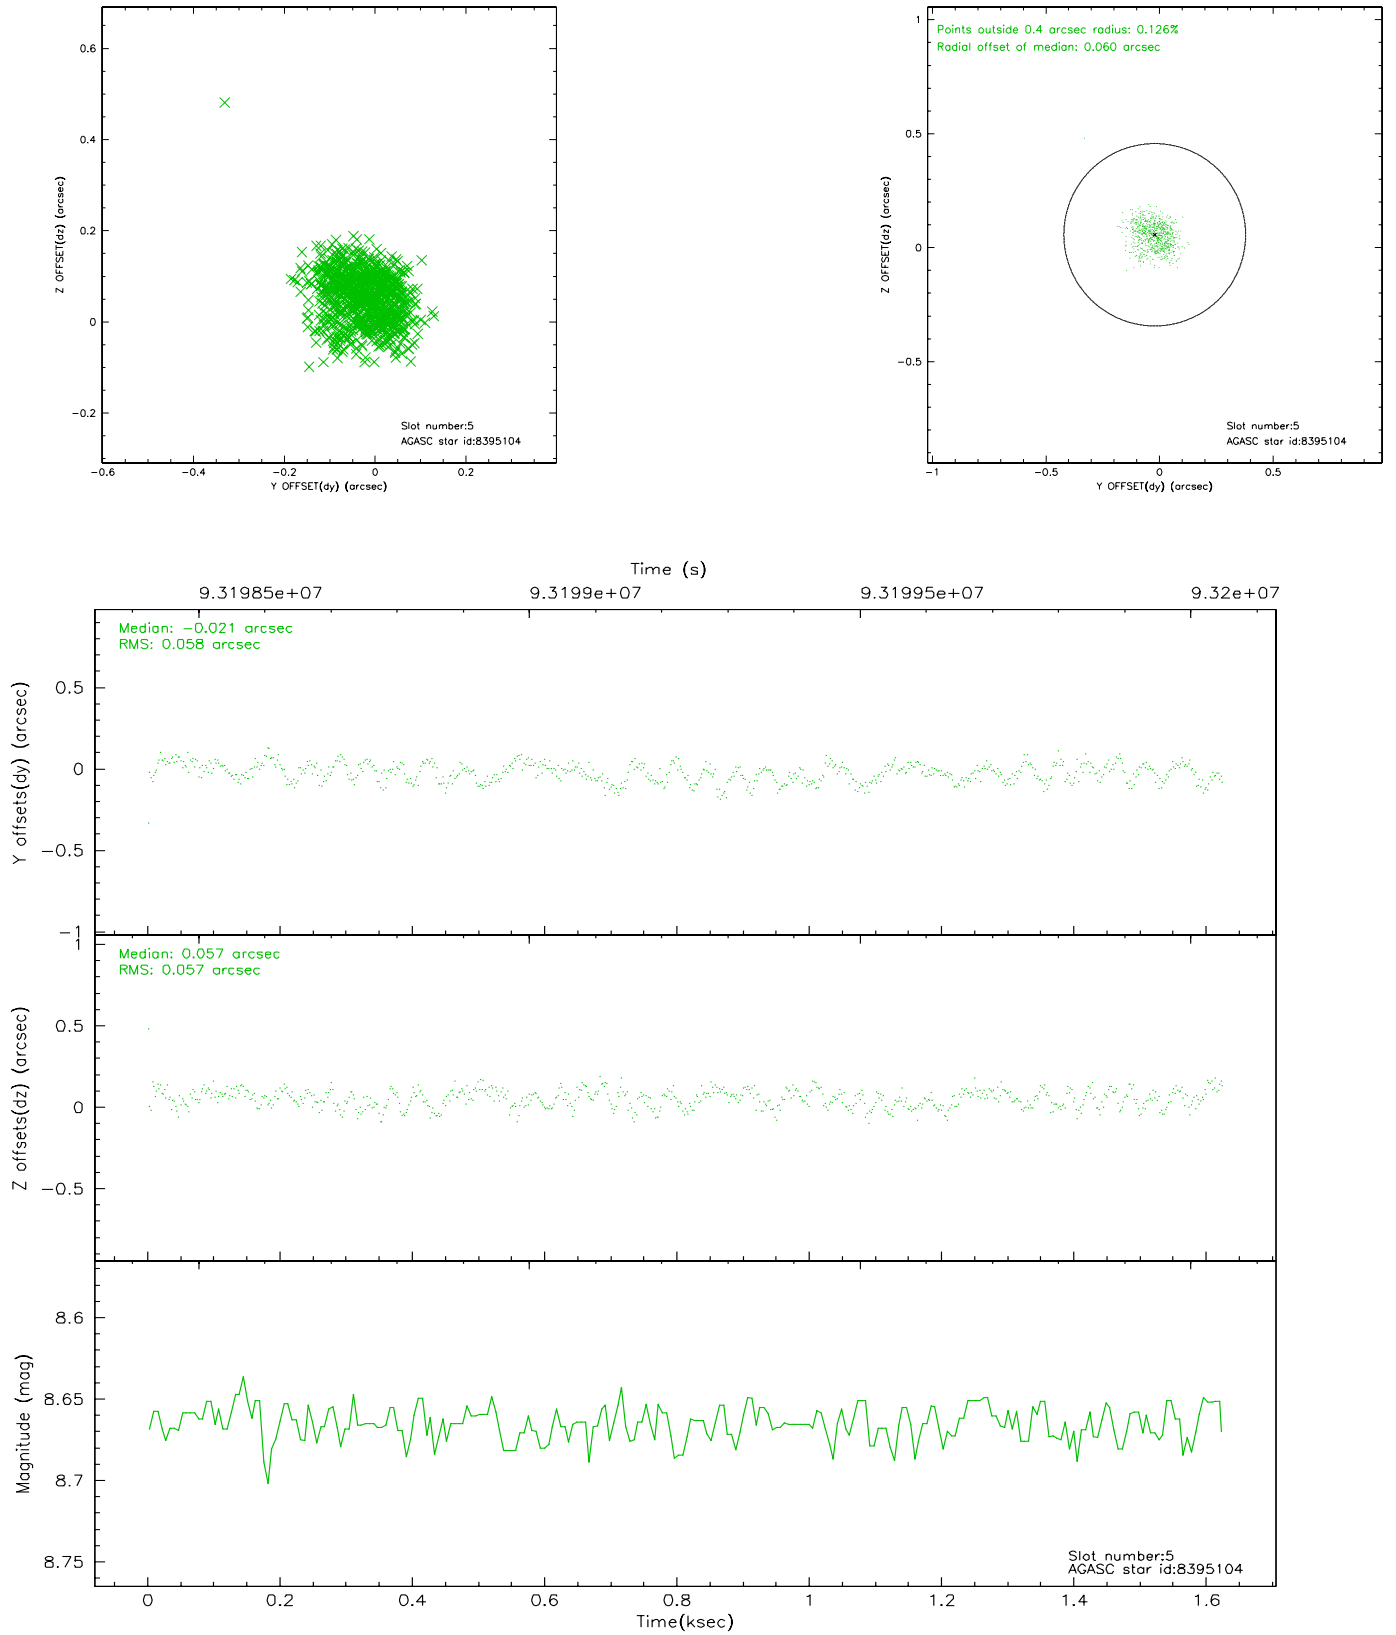 0.6
0.4
0.2
0
−0.2
−0.6
−0.4
−0.2
0
0.2
Z OFFSET(dz) (arcsec)
Y OFFSET(dy) (arcsec)
Slot number:5
AGASC star id:8395104
Points outside 0.4 arcsec radius: 0.126%
Radial offset of median: 0.060 arcsec
1
0.5
0
−0.5
−1
−0.5
0
0.5
Z OFFSET(dz) (arcsec)
Y OFFSET(dy) (arcsec)
Slot number:5
AGASC star id:8395104
Time (s)
9.31985e+07
9.3199e+07
9.31995e+07
9.32e+07
Median: −0.021 arcsec
RMS: 0.058 arcsec
0.5
0
−0.5
−1
Y offsets(dy) (arcsec)
Median: 0.057 arcsec
RMS: 0.057 arcsec
1
0.5
0
−0.5
Z offsets(dz) (arcsec)
8.6
8.65
8.7
8.75
Magnitude (mag)
Slot number:5
AGASC star id:8395104
0
0.2
0.4
0.6
0.8
1
1.2
1.4
1.6
Time(ksec)